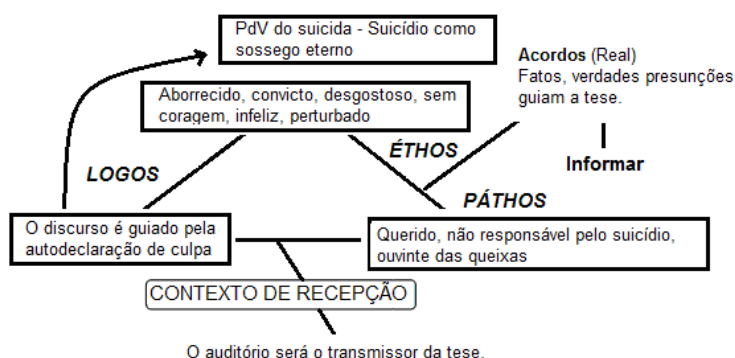 PdV do suicida - Suicídio como
sossego eterno
Acordos (Real)
Fatos, verdades presunções
guiam a tese.
Aborrecido, convicto, desgostoso, sem
coragem, infeliz, perturbado
ÉTHOS
Informar
LOGOS
PÁTHOS
O discurso é guiado pela
autodeclaração de culpa
Querido, não responsável pelo suicídio,
ouvinte das queixas
CONTEXTO DE RECEPÇÃO
O auditório será o transmissor da tese.